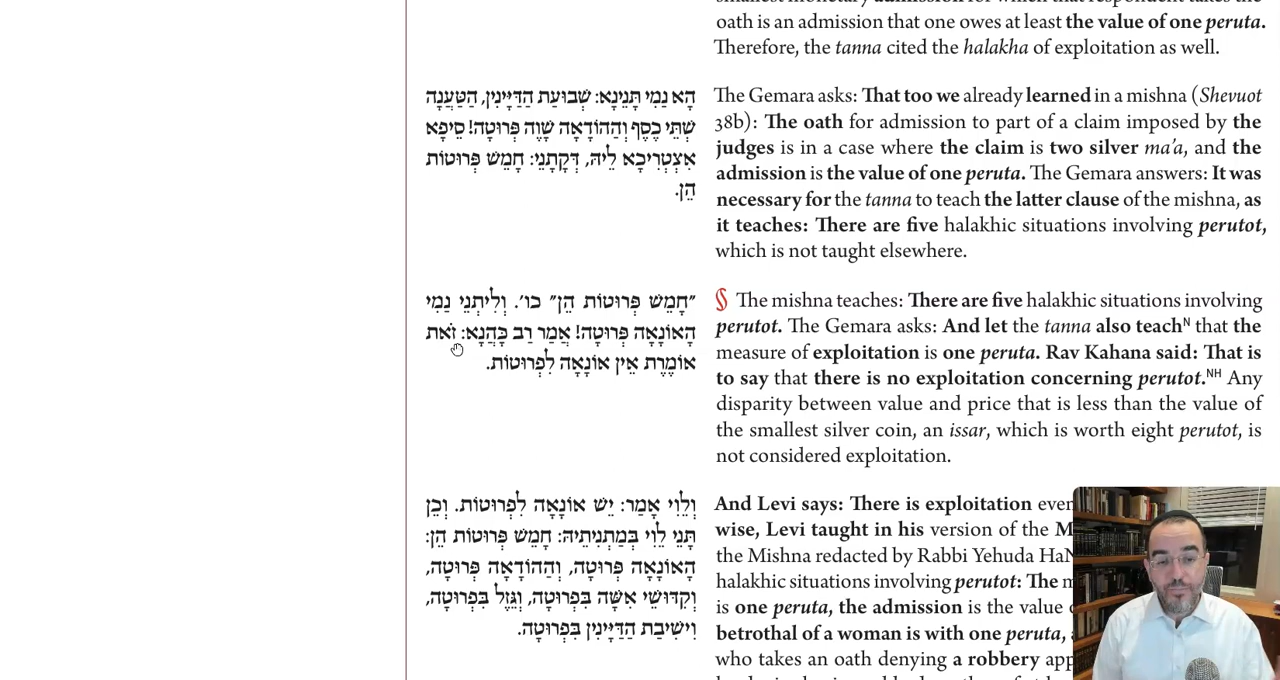 oath is an admission that one owes at least the value of one peruta.
Therefore, the tanna cited the halakha of exploitation as well.
הָא נַמִי תָּנֵינָא: שְׁבוּעַת הַדַּיָּינִין, הַטַּעֲנָה
שְׁתֵּי כֶסֶף וְהַהוֹדָאָה שָׁוֶה פְּרוּטָה! סֵיפָא
אִצְטְרִיכָא לֵיהּ, דְּקָתָנֵי: חָמֵשׁ פְּרוּטוֹת
הֵן.
The Gemara asks: That too we already learned in a mishna (Shevuot
38b): The oath for admission to part of a claim imposed by the
judges is in a case where the claim is two silver ma'a, and the
admission is the value of one peruta. The Gemara answers: It was
necessary for the tanna to teach the latter clause of the mishna, as
it teaches: There are five halakhic situations involving perutot,
which is not taught elsewhere.
״חָמֵשׁ פְּרוּטוֹת הֵן״ כו׳. וְלִיתְנֵי נַמִי
הָאוֹנָאָה פְּרוּטָה! אֲמַר רַב כָּהֲנָא: זֹאת
אוֹמֶרֶת אֵין אוֹנָאָה לִפְרוּטוֹת.
§ The mishna teaches: There are five halakhic situations involving
perutot. The Gemara asks: And let the tanna also teachᴺ that the
measure of exploitation is one peruta. Rav Kahana said: That is
to say that there is no exploitation concerning perutot.ᴺᴴ Any
disparity between value and price that is less than the value of
the smallest silver coin, an issar, which is worth eight perutot, is
not considered exploitation.
וְלֵוִי אָמַר: יֵשׁ אוֹנָאָה לִפְרוּטוֹת. וְכֵן
תָּנֵי לֵוִי בְּמַתְנִיתֵיהּ: חָמֵשׁ פְּרוּטוֹת הֵן:
הָאוֹנָאָה פְּרוּטָה, וְהַהוֹדָאָה פְּרוּטָה,
וְקִדּוּשֵׁי אִשָּׁה בִּפְרוּטָה, וְגָזֵל בִּפְרוּטָה,
וִישִׁיבַת הַדַּיָּינִין בִּפְרוּטָה.
And Levi says: There is exploitation
wise, Levi taught in his version of the
the Mishna redacted by Rabbi Yehuda
halakhic situations involving perutot: The
is one peruta, the admission is the value
betrothal of a woman is with one peruta,
who takes an oath denying a robbery